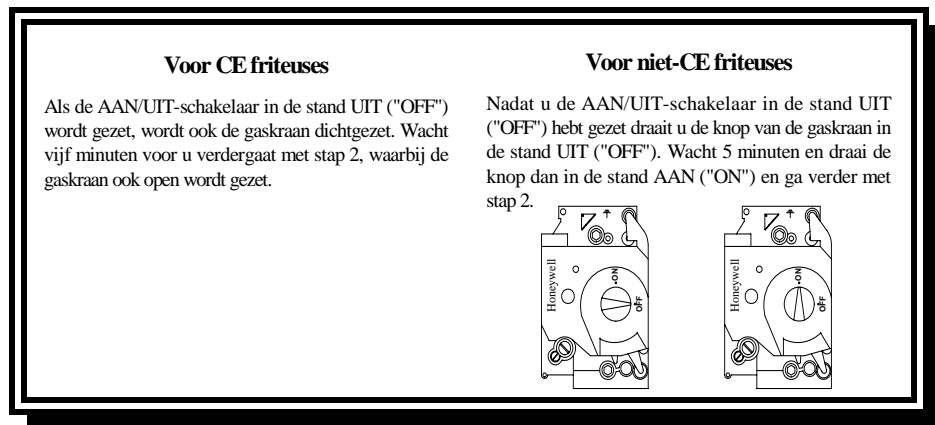 Voor CE friteuses
Als de AAN/UIT-schakelaar in de stand UIT ("OFF")
wordt gezet, wordt ook de gaskraan dichtgezet. Wacht
vijf minuten voor u verdergaat met stap 2, waarbij de
gaskraan ook open wordt gezet.
Voor niet-CE friteuses
Nadat u de AAN/UIT-schakelaar in de stand UIT
("OFF") hebt gezet draait u de knop van de gaskraan in
de stand UIT ("OFF"). Wacht 5 minuten en draai de
knop dan in de stand AAN ("ON") en ga verder met
stap 2.
Honeywell
ON
OFF
Honeywell
ON
OFF